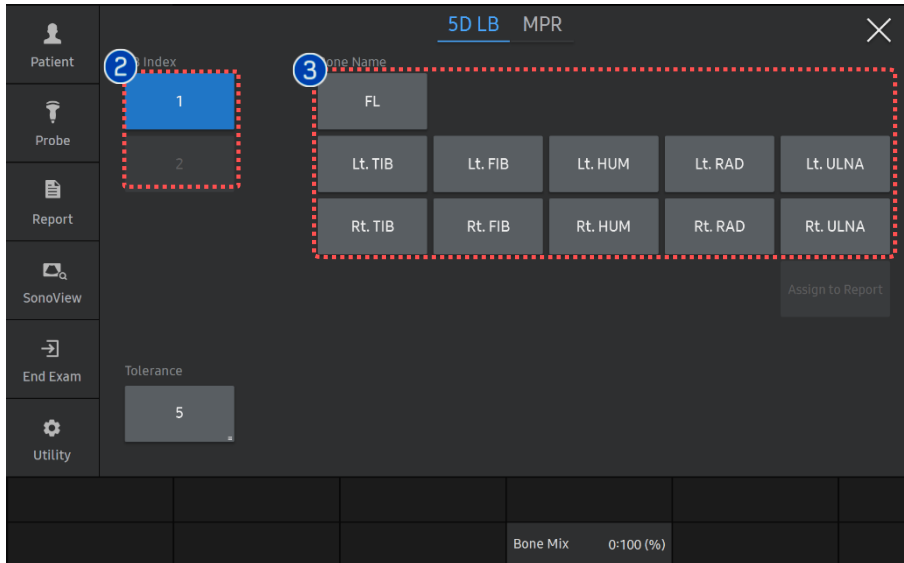 5D LB MPR
Patient
2 Index
3 one Name
1
FL
Probe
2
Lt. TIB Lt. FIB Lt. HUM Lt. RAD Lt. ULNA
Report
Rt. TIB Rt. FIB Rt. HUM Rt. RAD Rt. ULNA
SonoView
Assign to Report
End Exam
Tolerance
5
Utility
Bone Mix 0:100 (%)